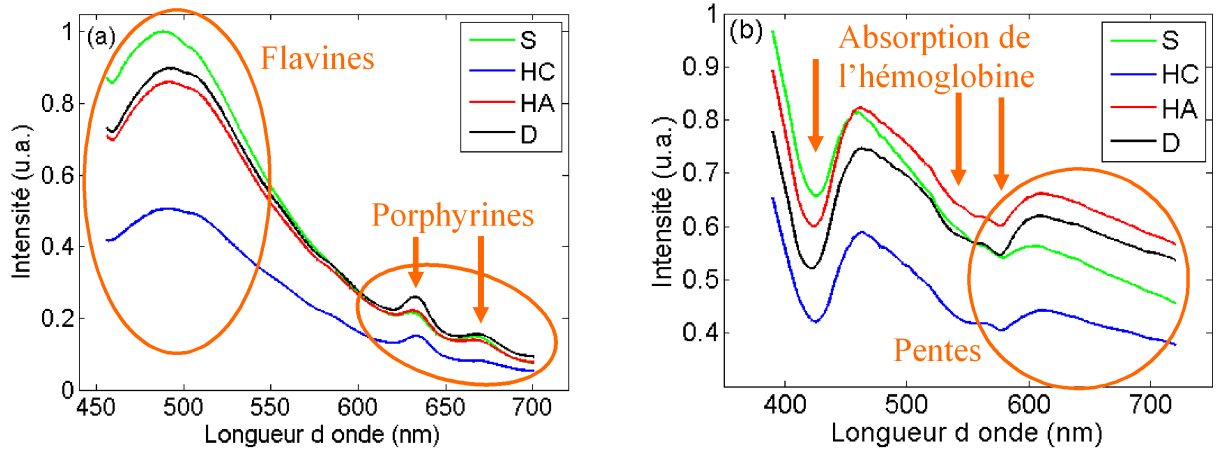 (a)
Flavines
S
HC
HA
D
Porphyrines
Intensité (u.a.)
1
0.8
0.6
0.4
0.2
0
450
500
550
600
650
700
Longueur d onde (nm)
(b)
Absorption de
l'hémoglobine
S
HC
HA
D
Pentes
Intensité (u.a.)
1
0.9
0.8
0.7
0.6
0.5
0.4
400
500
600
700
Longueur d onde (nm)